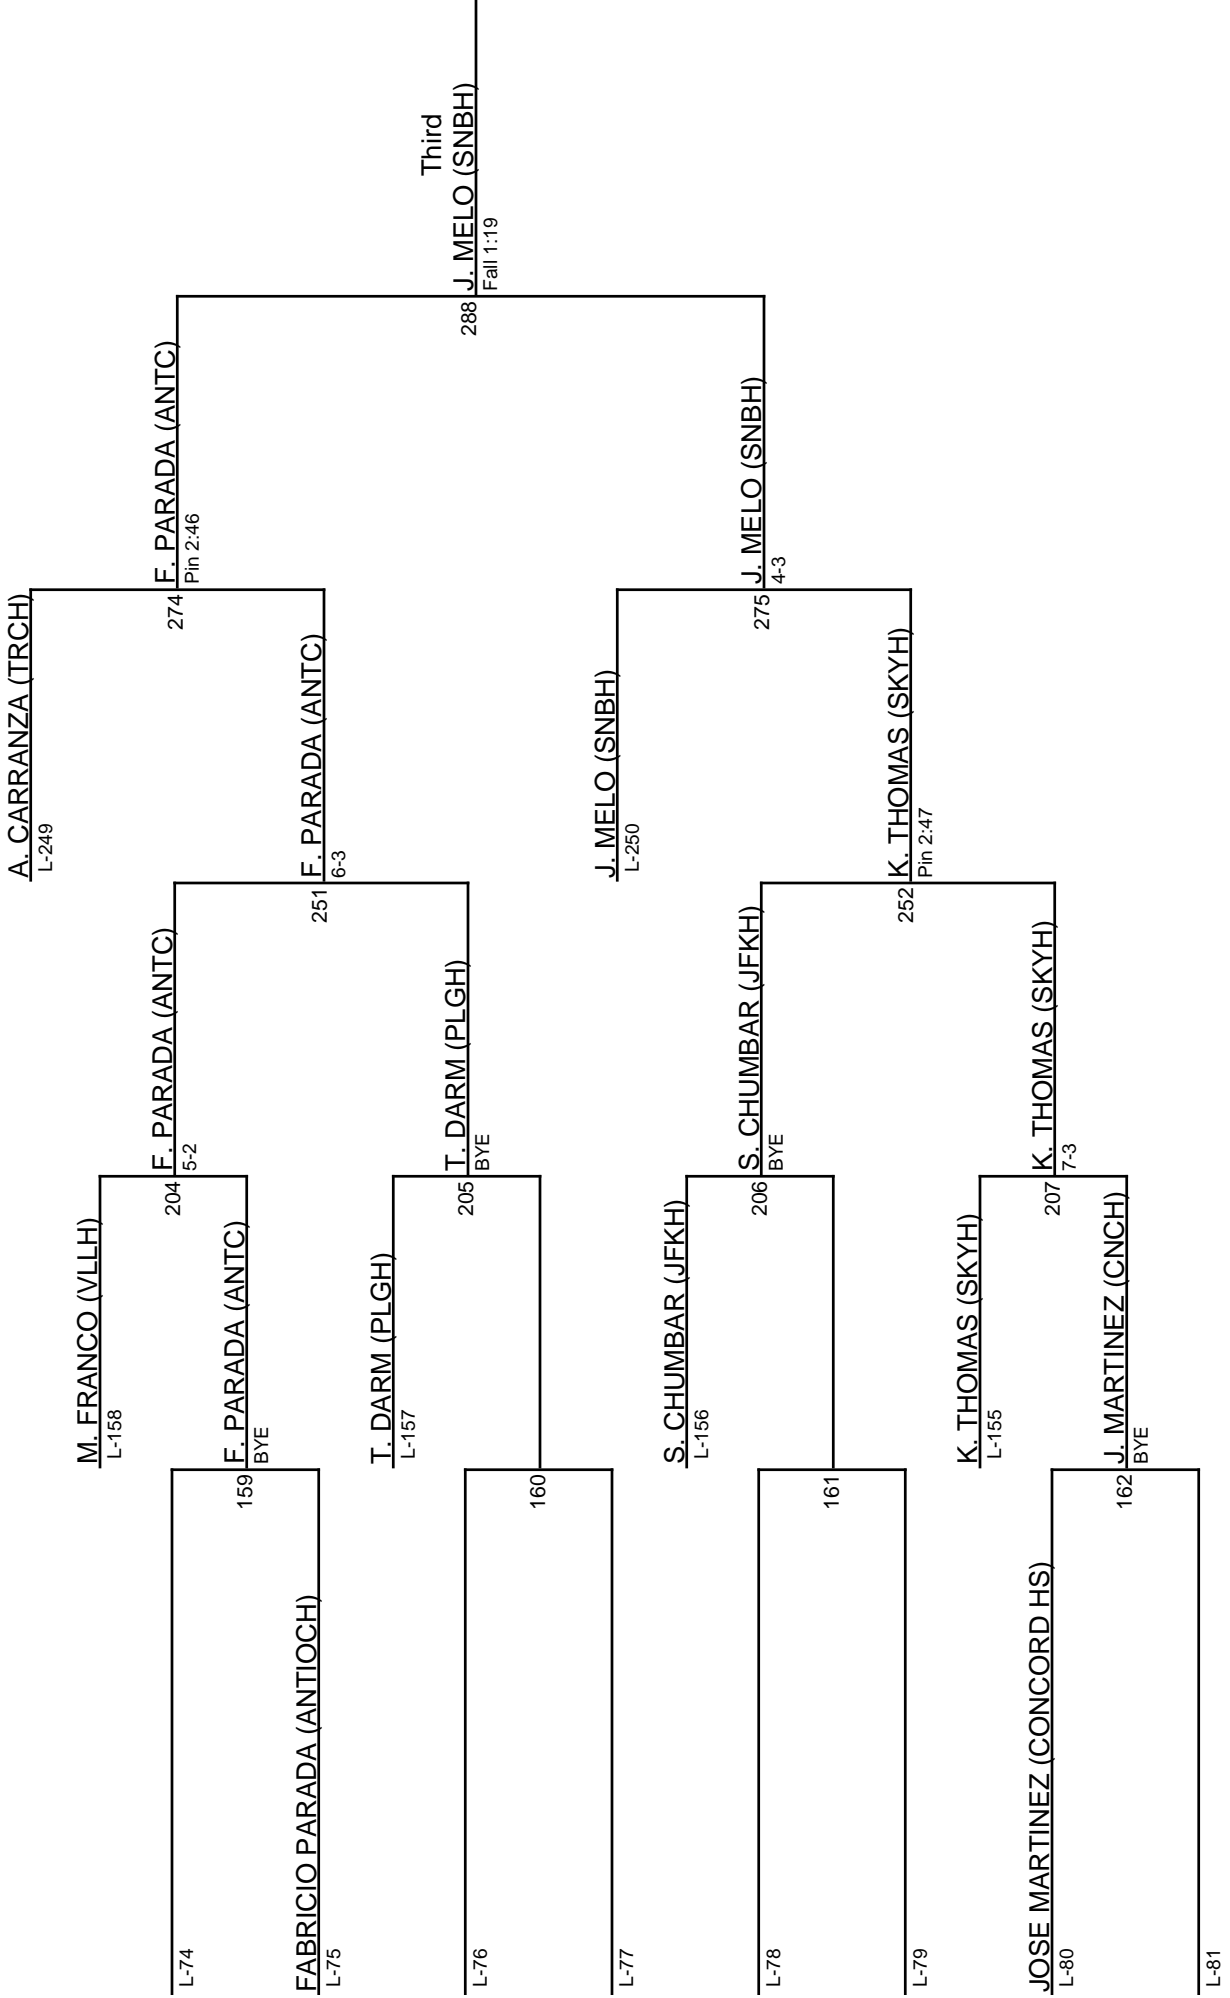 L-74
FABRICIO PARADA (ANTIOCH)
L-75
L-76
L-77
L-78
L-79
JOSE MARTINEZ (CONCORD HS)
L-80
L-81
M. FRANCO (VLLH)
L-158
159
F. PARADA (ANTC)
BYE
T. DARM (PLGH)
L-157
160
S. CHUMBAR (JFKH)
L-156
161
K. THOMAS (SKYH)
L-155
162
J. MARTINEZ (CNCH)
BYE
204
F. PARADA (ANTC)
5-2
205
T. DARM (PLGH)
BYE
206
S. CHUMBAR (JFKH)
BYE
207
K. THOMAS (SKYH)
7-3
A. CARRANZA (TRCH)
L-249
251
F. PARADA (ANTC)
6-3
J. MELO (SNBH)
L-250
252
K. THOMAS (SKYH)
Pin 2:47
274
F. PARADA (ANTC)
Pin 2:46
275
J. MELO (SNBH)
4-3
288
Third
J. MELO (SNBH)
Fall 1:19